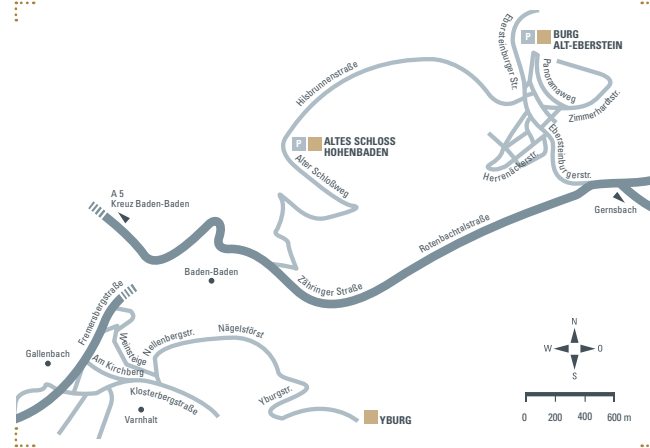 Ebersteinburger Str.
P
BURG
ALT-EBERSTEIN
Panoramaweg
Zimmerhardtstr.
Hilsbrunnenstraße
P
ALTES SCHLOSS
HOHENBADEN
Alter Schloßweg
Ebersteinburgerstr.
Herrenäckerstr.
A 5
Kreuz Baden-Baden
Gernsbach
Rotenbachtalstraße
Baden-Baden
Zähringer Straße
Fremersbergstraße
Weinsteige
Nellenbergstr.
Nägelsförst
Gallenbach
Am Kirchberg
Klosterbergstraße
Yburgstr.
Varnhalt
YBURG
N
W
O
S
0 200 400 600 m